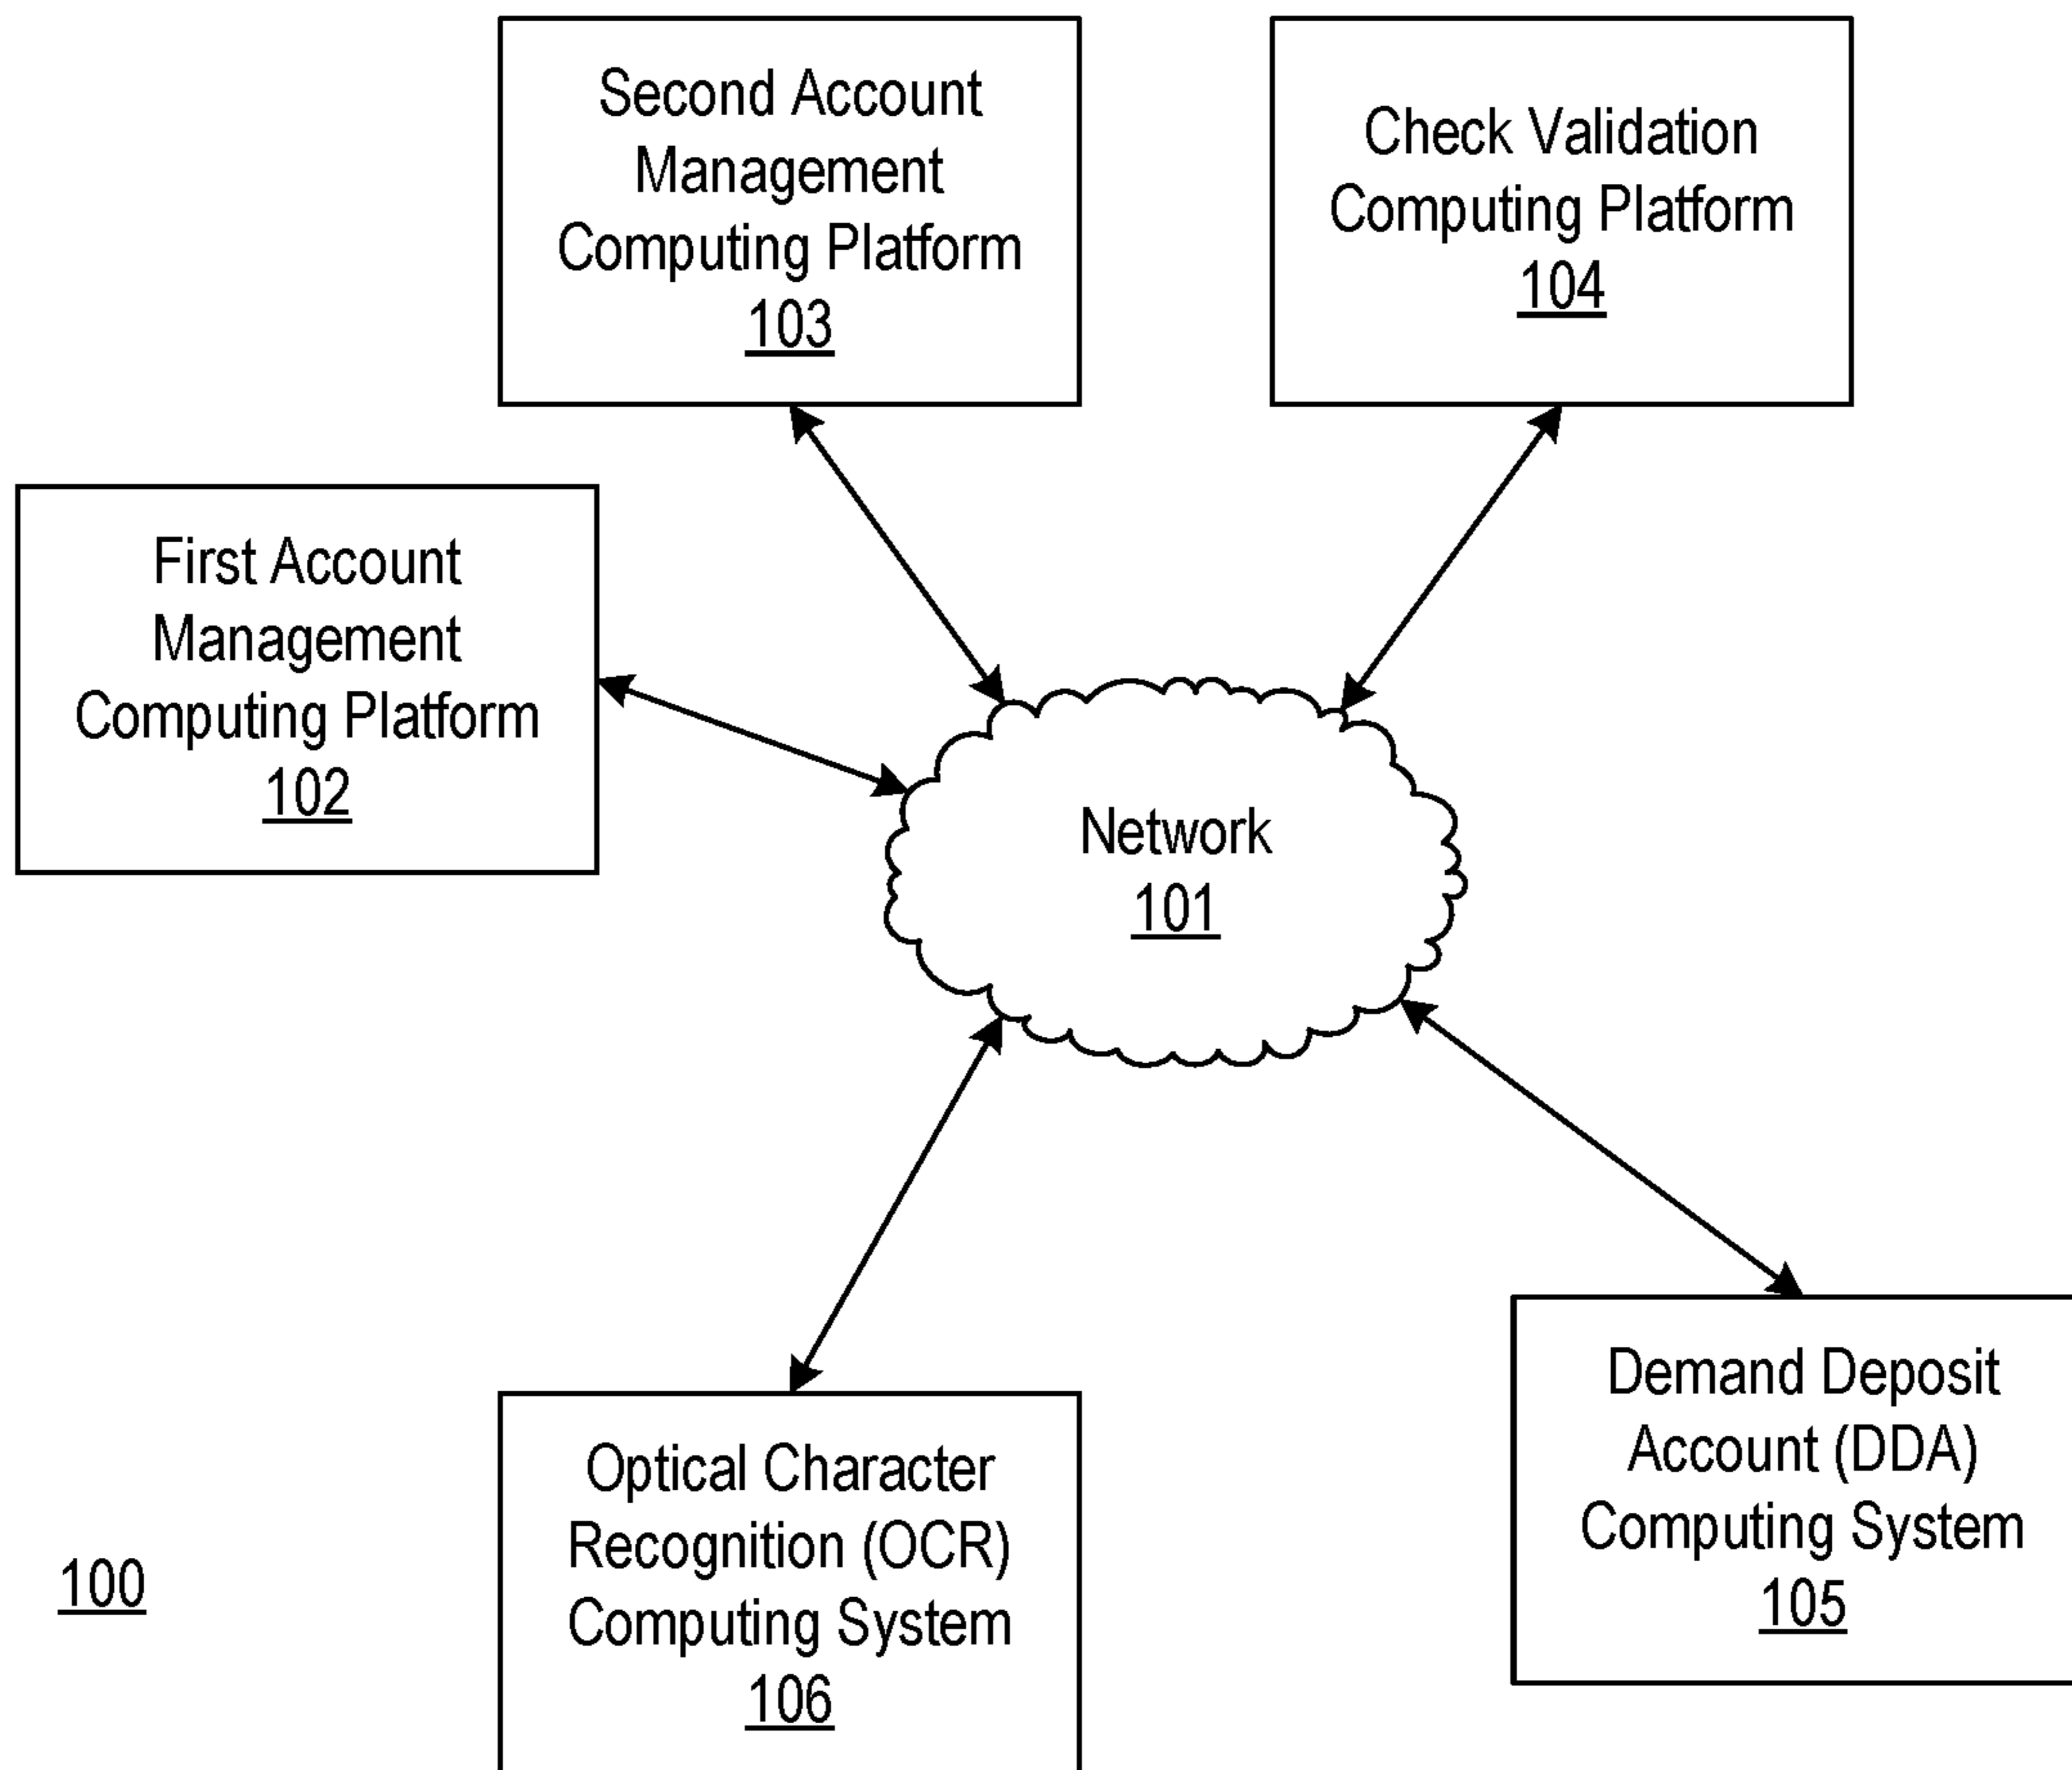 Second Account
Management
Computing Platform
103
Check Validation
Computing Platform
104
First Account
Management
Computing Platform
102
Network
101
Demand Deposit
Account (DDA)
Computing System
105
Optical Character
Recognition (OCR)
Computing System
106
100